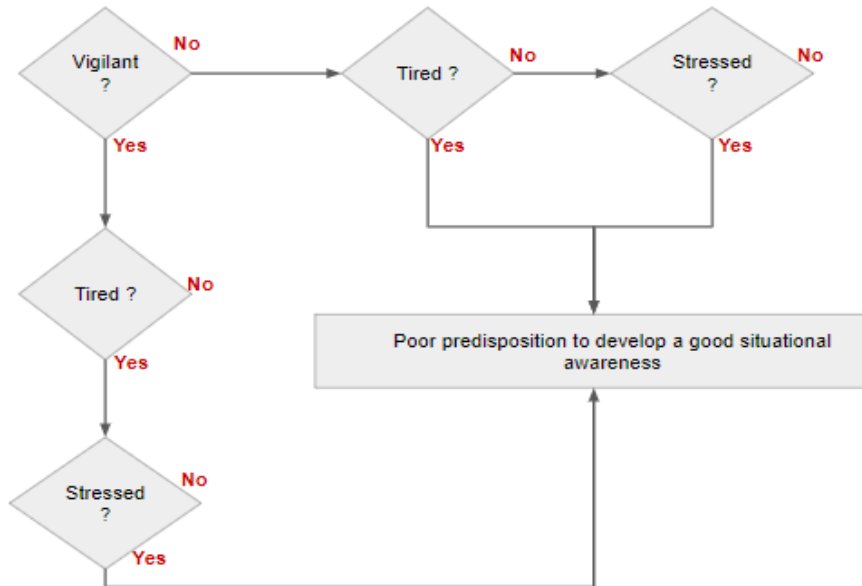 Vigilant
?
No
Yes
Tired ?
No
Yes
Stressed
?
No
Yes
Tired ?
No
Yes
Poor predisposition to develop a good situational
awareness
Stressed
?
No
Yes